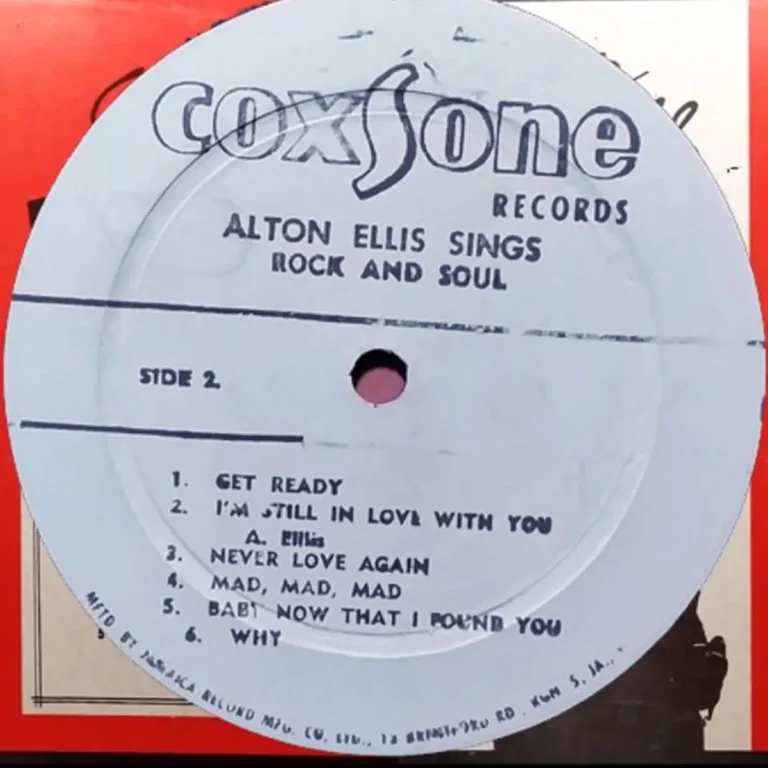 coxsone
RECORDS
ALTON ELLIS SINGS
ROCK AND SOUL
SIDE 2.
1. GET READY
2. I'M STILL IN LOVE WITH YOU
A. Ellis
3. NEVER LOVE AGAIN
4. MAD, MAD, MAD
5. BABY NOW THAT I FOUND YOU
6. WHY
MFTD BY JAMAICA RECORD MFG. CO. LTD., 13 RD. KGN 5, JA.,